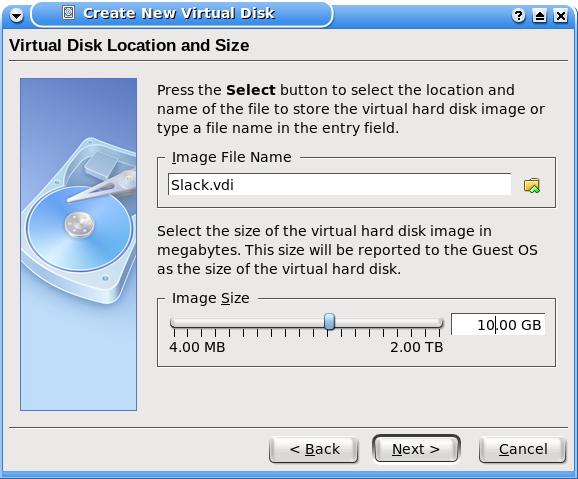 Create New Virtual Disk
?
Virtual Disk Location and Size
Press the Select button to select the location and
name of the file to store the virtual hard disk image or
type a file name in the entry field.
Image File Name
Slack.vdi
Select the size of the virtual hard disk image in
megabytes. This size will be reported to the Guest OS
as the size of the virtual hard disk.
Image Size
10.00 GB
4.00 MB 2.00 TB
< Back Next > Cancel